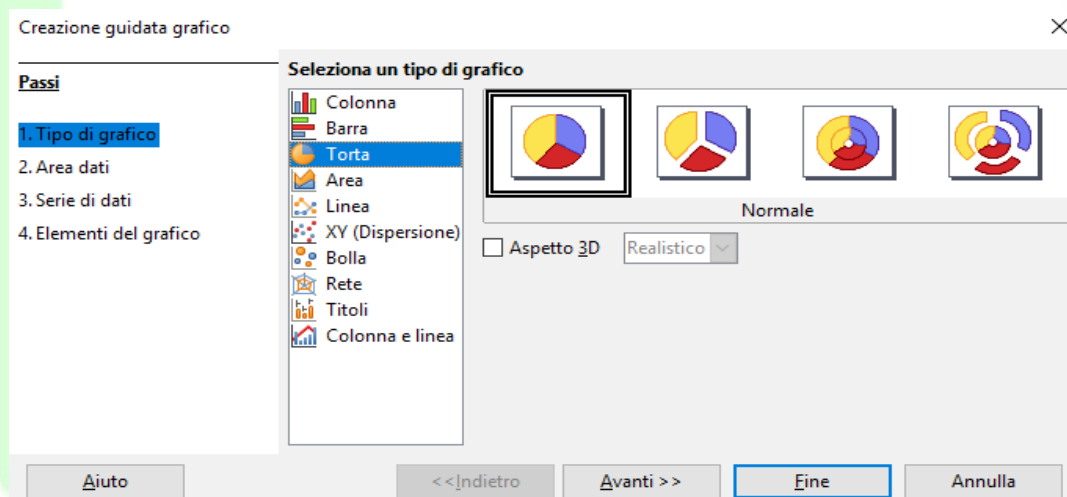 Creazione guidata grafico
Passi
1. Tipo di grafico
2. Area dati
3. Serie di dati
4. Elementi del grafico
Seleziona un tipo di grafico
Colonna
Barra
Torta
Area
Linea
XY (Dispersione)
Bolla
Rete
Titoli
Colonna e linea
Normale
Aspetto 3D
Realistico
Aiuto
<<Indietro
Avanti >>
Fine
Annulla